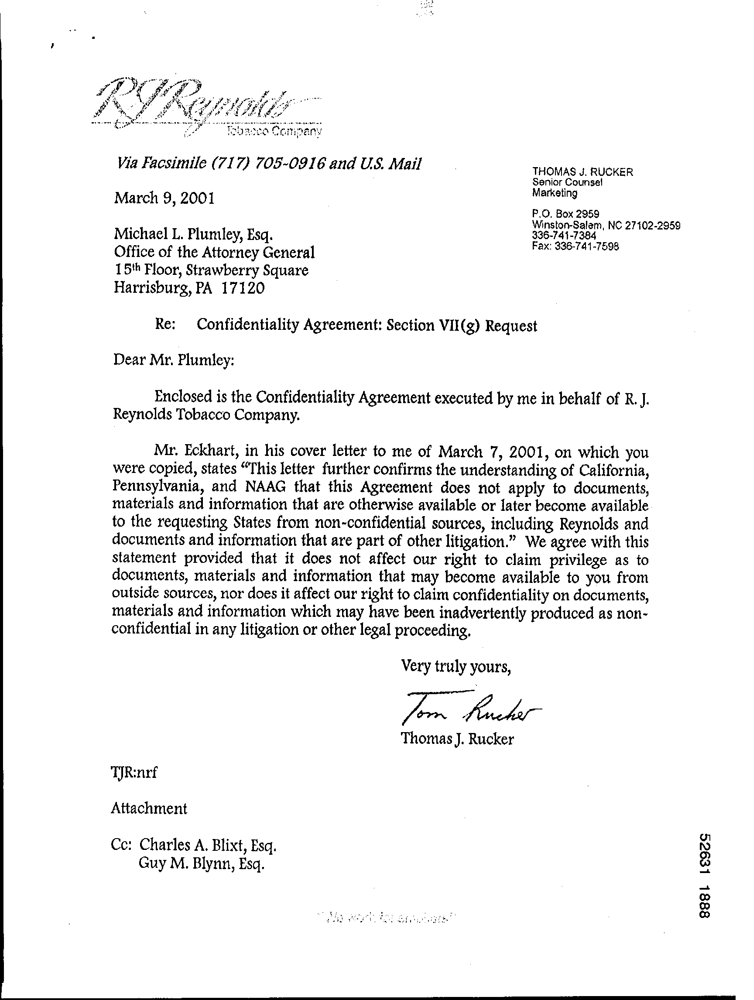 RJReynolds
Tobacco Company
Via Facsimile (717) 705-0916 and U.S. Mail
THOMAS J. RUCKER
Senior Counsel
Marketing
P.O. Box 2959
Winston-Salem, NC 27102-2959
336-741-7384
Fax: 336-741-7598
March 9, 2001
Michael L. Plumley, Esq.
Office of the Attorney General
15th Floor, Strawberry Square
Harrisburg, PA 17120
Re: Confidentiality Agreement: Section VII(g) Request
Dear Mr. Plumley:
Enclosed is the Confidentiality Agreement executed by me in behalf of R. J.
Reynolds Tobacco Company.
Mr. Eckhart, in his cover letter to me of March 7, 2001, on which you
were copied, states “This letter further confirms the understanding of California,
Pennsylvania, and NAAG that this Agreement does not apply to documents,
materials and information that are otherwise available or later become available
to the requesting States from non-confidential sources, including Reynolds and
documents and information that are part of other litigation.” We agree with this
statement provided that it does not affect our right to claim privilege as to
documents, materials and information that may become available to you from
outside sources, nor does it affect our right to claim confidentiality on documents,
materials and information which may have been inadvertently produced as non-
confidential in any litigation or other legal proceeding.
Very truly yours,
Tom Rucker
Thomas J. Rucker
TJR:nrf
Attachment
Cc: Charles A. Blixt, Esq.
Guy M. Blynn, Esq.
52631 1888